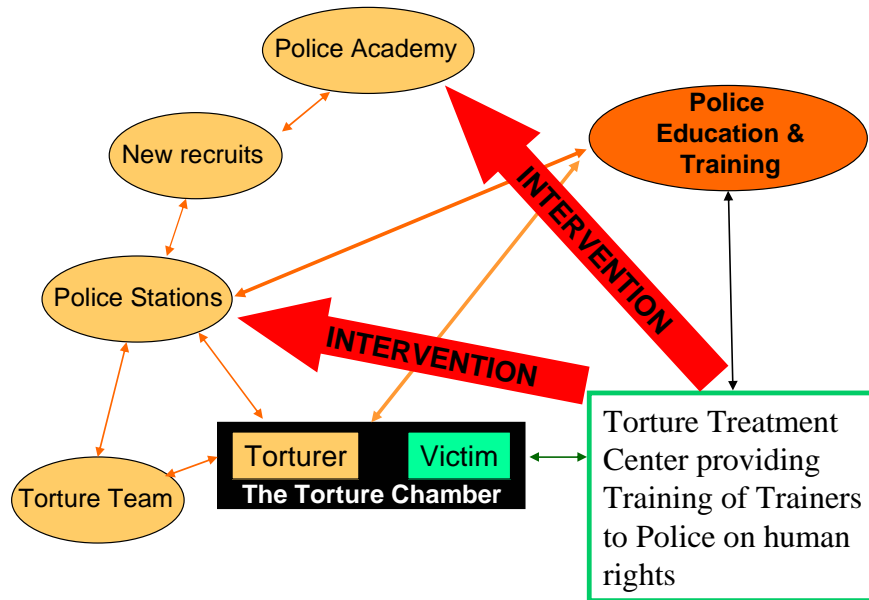 Police Academy
Police
Education &
Training
New recruits
INTERVENTION
Police Stations
INTERVENTION
Torture Treatment
Center providing
Training of Trainers
to Police on human
rights
Torturer
Victim
The Torture Chamber
Torture Team